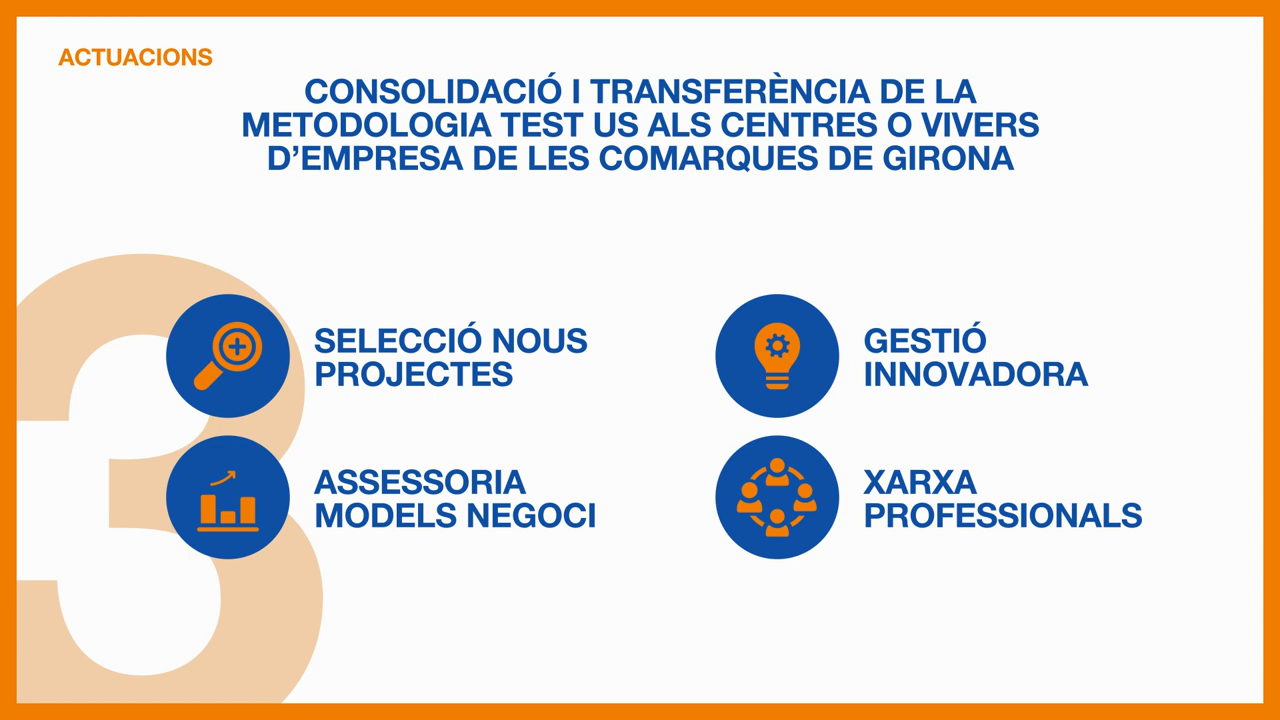 ACTUACIONS
CONSOLIDACIÓ I TRANSFERÈNCIA DE LA
METODOLOGIA TEST US ALS CENTRES O VIVERS
D’EMPRESA DE LES COMARQUES DE GIRONA
3
SELECCIÓ NOUS
PROJECTES
GESTIÓ
INNOVADORA
ASSESSORIA
MODELS NEGOCI
XARXA
PROFESSIONALS